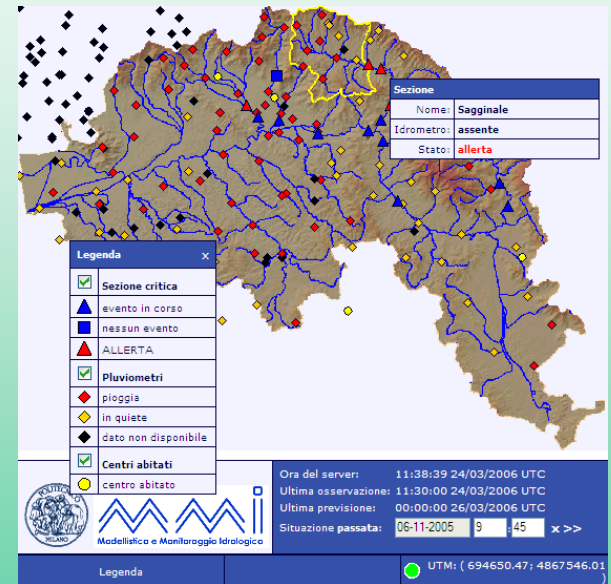 Sezione
Nome: Sagginale
Idrometro: assente
Stato: allerta
Legenda x
Sezione critica
evento in corso
nessun evento
ALLERTA
Pluviometri
pioggia
in quiete
dato non disponibile
Centri abitati
centro abitato
POLITECNICO
MILANO
MMI
Modellistica e Monitoraggio Idrologico
Ora del server: 11:38:39 24/03/2006 UTC
Ultima osservazione: 11:30:00 24/03/2006 UTC
Ultima previsione: 00:00:00 26/03/2006 UTC
Situazione passata: 06-11-2005 9 : 45 x >>
Legenda
UTM: ( 694650.47; 4867546.01
)